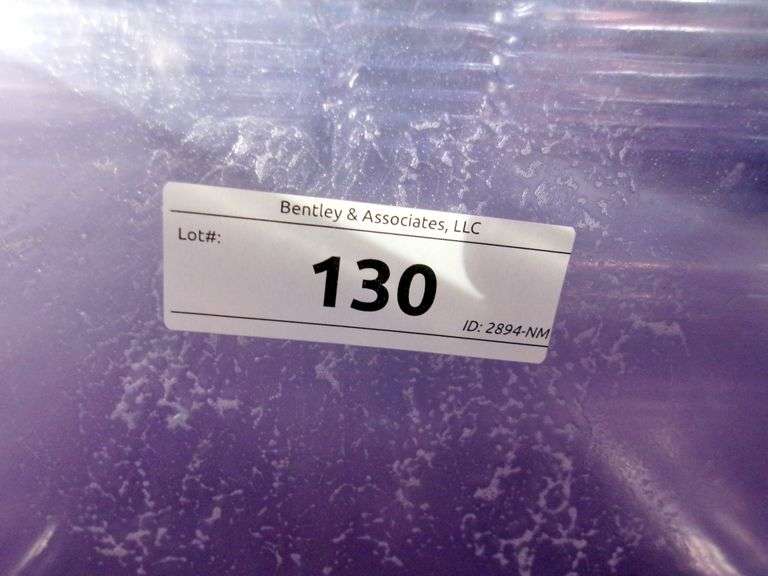 Bentley & Associates, LLC
Lot#:
130
ID: 2894-NM